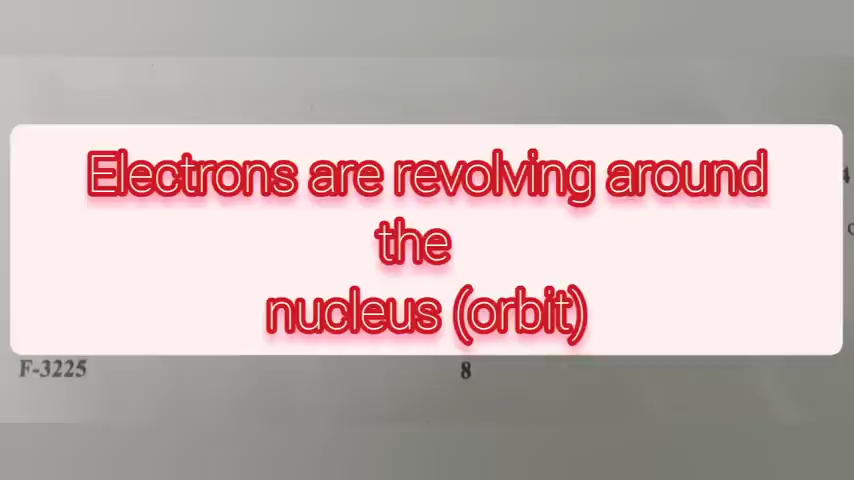 Electrons are revolving around
the
nucleus (orbit)
F-3225
8